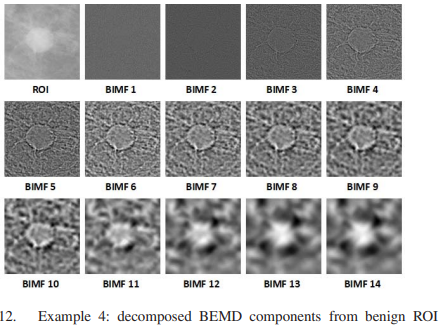 ROI BIMF 1 BIMF 2 BIMF 3 BIMF 4
BIMF 5 BIMF 6 BIMF 7 BIMF 8 BIMF 9
BIMF 10 BIMF 11 BIMF 12 BIMF 13 BIMF 14
12. Example 4: decomposed BEMD components from benign ROI